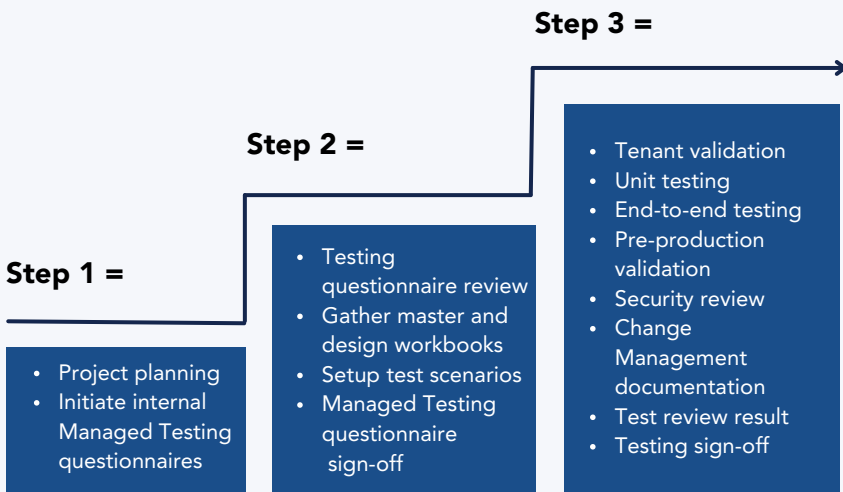 Step 1 =
• Project planning
• Initiate internal
Managed Testing
questionnaires
Step 2 =
• Testing
questionnaire review
• Gather master and
design workbooks
• Setup test scenarios
• Managed Testing
questionnaire
sign-off
Step 3 =
• Tenant validation
• Unit testing
• End-to-end testing
• Pre-production
validation
• Security review
• Change
Management
documentation
• Test review result
• Testing sign-off